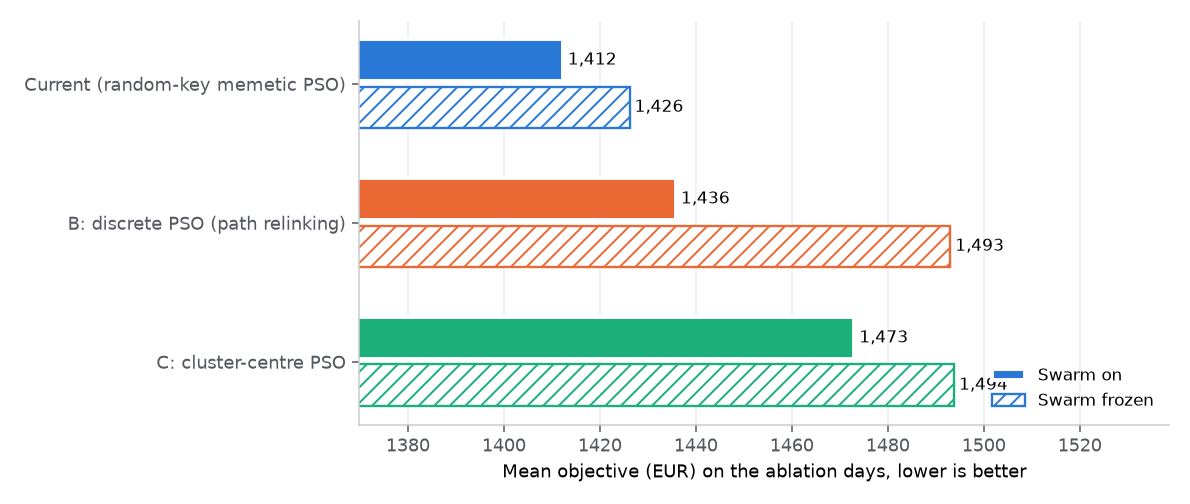 Current (random-key memetic PSO)
1,412
1,426
B: discrete PSO (path relinking)
1,436
1,493
C: cluster-centre PSO
1,473
1,494
Swarm on
Swarm frozen
1380 1400 1420 1440 1460 1480 1500 1520
Mean objective (EUR) on the ablation days, lower is better